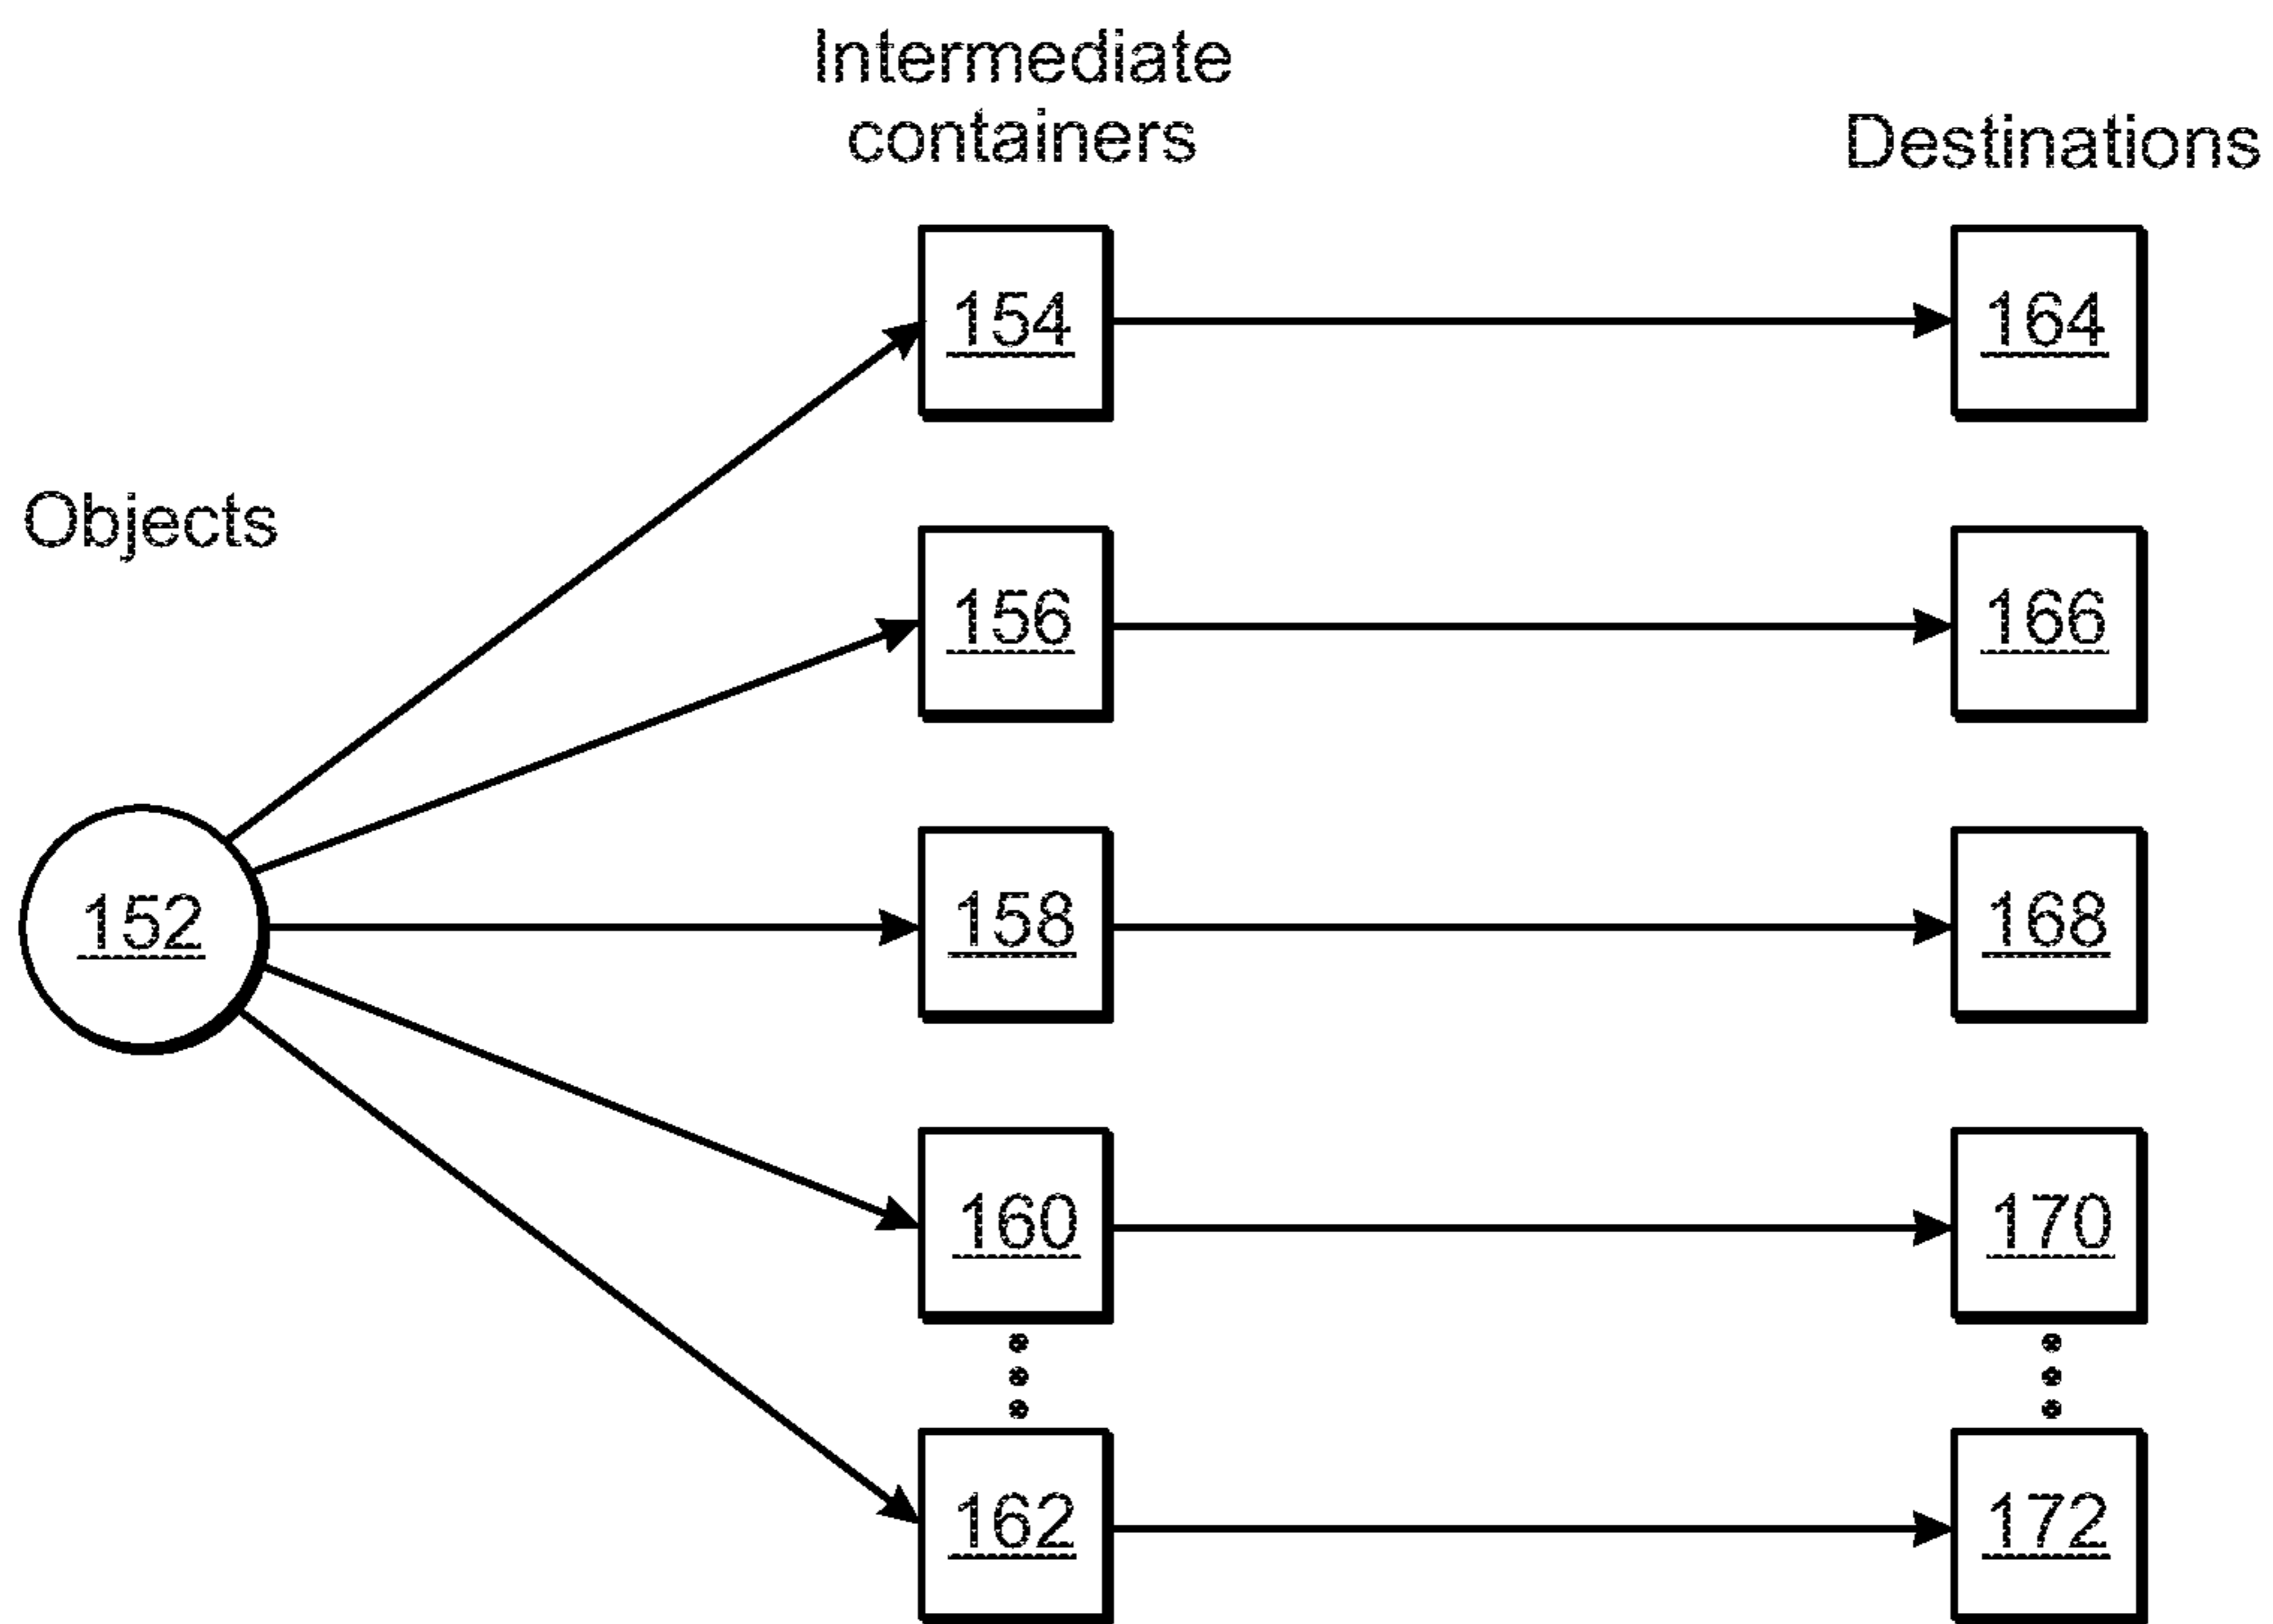 Intermediate
containers
Destinations
Objects
154
164
156
166
152
158
168
160
170
162
172